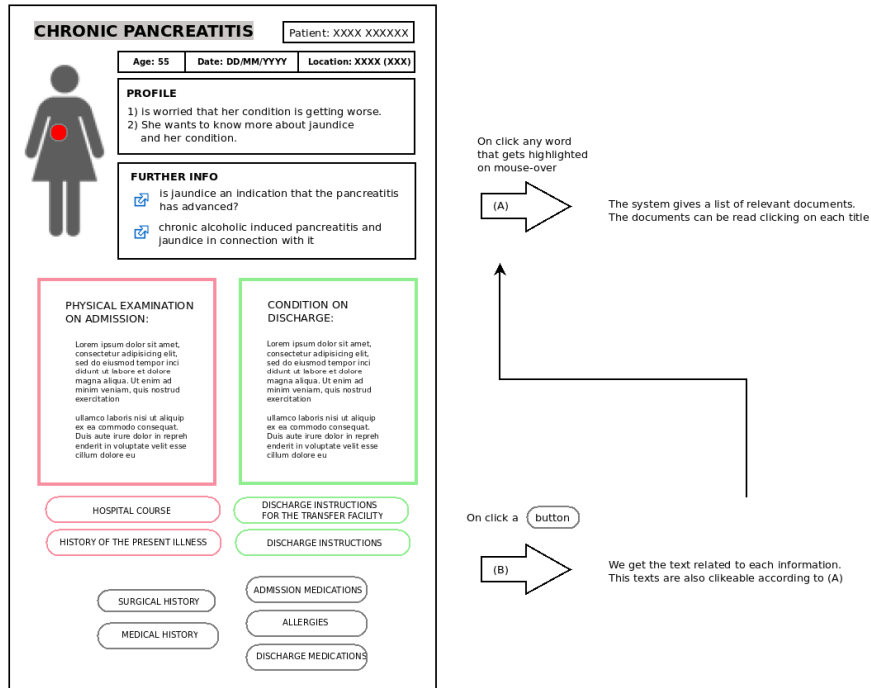 CHRONIC PANCREATITIS
Patient: XXXX XXXXXX
Age: 55
Date: DD/MM/YYYY
Location: XXXX (XXX)
PROFILE
1) is worried that her condition is getting worse.
2) She wants to know more about jaundice
and her condition.
FURTHER INFO
is jaundice an indication that the pancreatitis
has advanced?
chronic alcoholic induced pancreatitis and
jaundice in connection with it
PHYSICAL EXAMINATION
ON ADMISSION:
Lorem ipsum dolor sit amet,
consectetur adipisicing elit,
sed do eiusmod tempor inci
didunt ut labore et dolore
magna aliqua. Ut enim ad
minim veniam, quis nostrud
exercitation
ullamco laboris nisi ut aliquip
ex ea commodo consequat.
Duis aute irure dolor in repreh
enderit in voluptate velit esse
cillum dolore eu
CONDITION ON
DISCHARGE:
Lorem ipsum dolor sit amet,
consectetur adipisicing elit,
sed do eiusmod tempor inci
didunt ut labore et dolore
magna aliqua. Ut enim ad
minim veniam, quis nostrud
exercitation
ullamco laboris nisi ut aliquip
ex ea commodo consequat.
Duis aute irure dolor in repreh
enderit in voluptate velit esse
cillum dolore eu
HOSPITAL COURSE
HISTORY OF THE PRESENT ILLNESS
DISCHARGE INSTRUCTIONS
FOR THE TRANSFER FACILITY
DISCHARGE INSTRUCTIONS
SURGICAL HISTORY
MEDICAL HISTORY
ADMISSION MEDICATIONS
ALLERGIES
DISCHARGE MEDICATIONS
On click any word
that gets highlighted
on mouse-over
(A)
The system gives a list of relevant documents.
The documents can be read clicking on each title
On click a button
(B)
We get the text related to each information.
This texts are also clikeable according to (A)